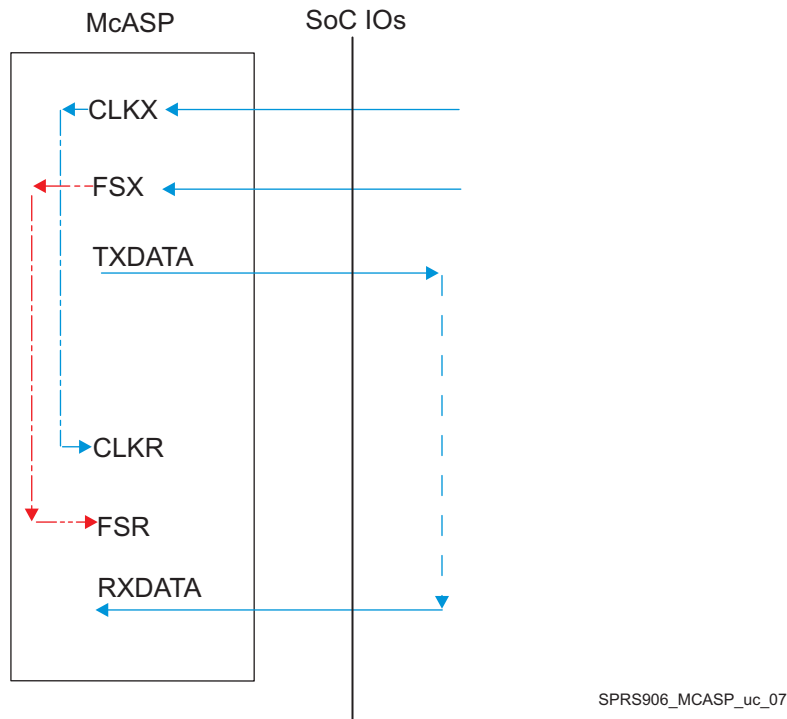 McASP
SoC IOs
CLKX
FSX
TXDATA
CLKR
FSR
RXDATA
SPRS906_MCASP_uc_07